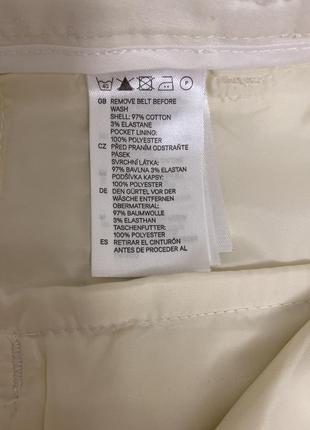 40 P
GB REMOVE BELT BEFORE
WASH
SHELL: 97% COTTON
3% ELASTANE
POCKET LINING:
100% POLYESTER
CZ PŘED PRANÍM ODSTRAŇTE
PÁSEK
SVRCHNÍ LÁTKA:
97% BAVLNA 3% ELASTAN
PODŠÍVKA KAPSY:
100% POLYESTER
DE DEN GÜRTEL VOR DER
WÄSCHE ENTFERNEN
OBERMATERIAL:
97% BAUMWOLLE
3% ELASTHAN
TASCHENFUTTER:
100% POLYESTER
ES RETIRAR EL CINTURÓN
ANTES DE PROCEDER AL